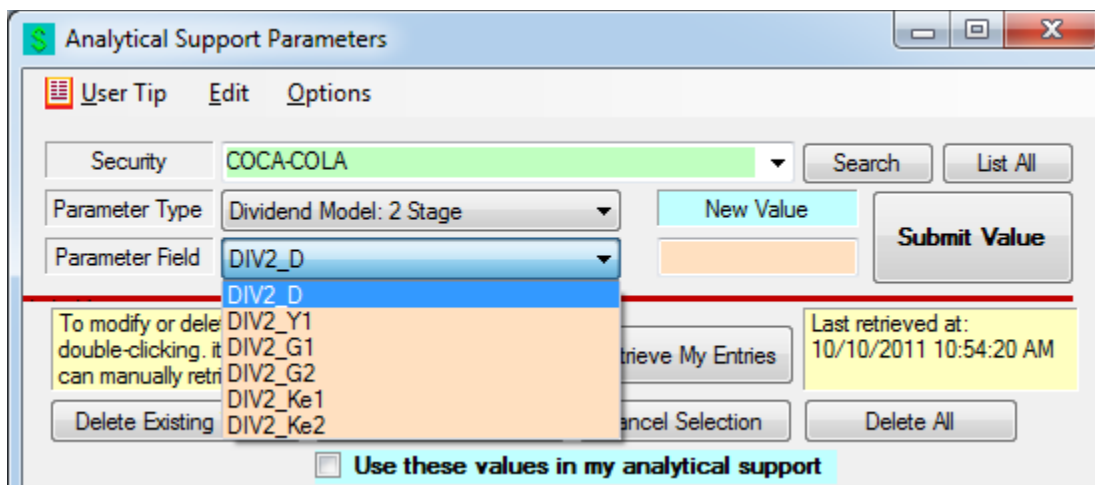 Analytical Support Parameters
User Tip Edit Options
Security COCA-COLA Search List All
Parameter Type Dividend Model: 2 Stage New Value
Submit Value
Parameter Field DIV2_D
DIV2_D
DIV2_Y1
DIV2_G1
DIV2_G2
DIV2_Ke1
DIV2_Ke2
To modify or dele
double-clicking. it
can manually retri
trieve My Entries
Last retrieved at:
10/10/2011 10:54:20 AM
Delete Existing ancel Selection Delete All
Use these values in my analytical support